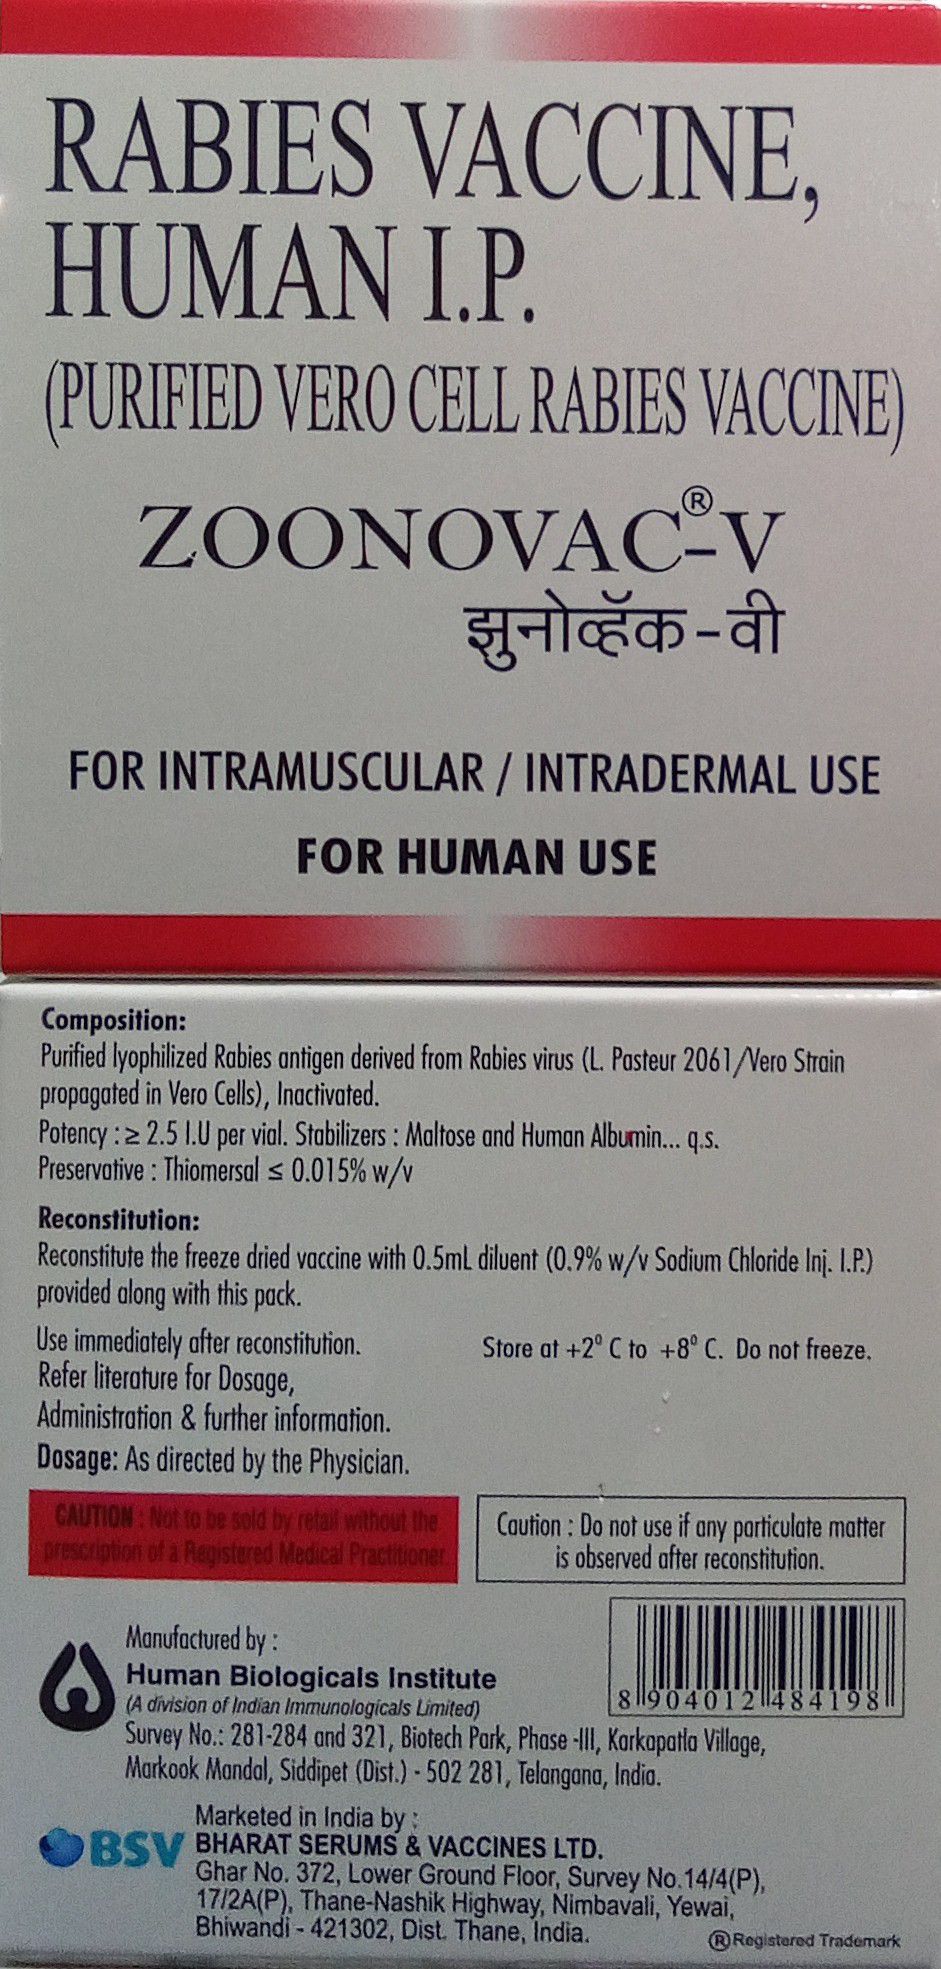 RABIES VACCINE,
HUMAN I.P.
(PURIFIED VERO CELL RABIES VACCINE)
ZOONOVAC®-V
झुनोव्हॅक-वी
FOR INTRAMUSCULAR / INTRADERMAL USE
FOR HUMAN USE
Composition:
Purified lyophilized Rabies antigen derived from Rabies virus (L. Pasteur 2061/Vero Strain
propagated in Vero Cells), Inactivated.
Potency : ≥ 2.5 I.U per vial. Stabilizers : Maltose and Human Albumin... q.s.
Preservative : Thiomersal ≤ 0.015% w/v
Reconstitution:
Reconstitute the freeze dried vaccine with 0.5mL diluent (0.9% w/v Sodium Chloride Inj. I.P.)
provided along with this pack.
Use immediately after reconstitution.
Store at +2° C to +8° C. Do not freeze.
Refer literature for Dosage,
Administration & further information.
Dosage: As directed by the Physician.
CAUTION : Not to be sold by retail without the
prescription of a Registered Medical Practitioner.
Caution : Do not use if any particulate matter
is observed after reconstitution.
Manufactured by :
Human Biologicals Institute
(A division of Indian Immunologicals Limited)
Survey No.: 281-284 and 321, Biotech Park, Phase -III, Karkapatla Village,
Markook Mandal, Siddipet (Dist.) - 502 281, Telangana, India.
8 904012 484198
Marketed in India by :
BSV BHARAT SERUMS & VACCINES LTD.
Ghar No. 372, Lower Ground Floor, Survey No.14/4(P),
17/2A(P), Thane-Nashik Highway, Nimbavali, Yewai,
Bhiwandi - 421302, Dist. Thane, India.
® Registered Trademark